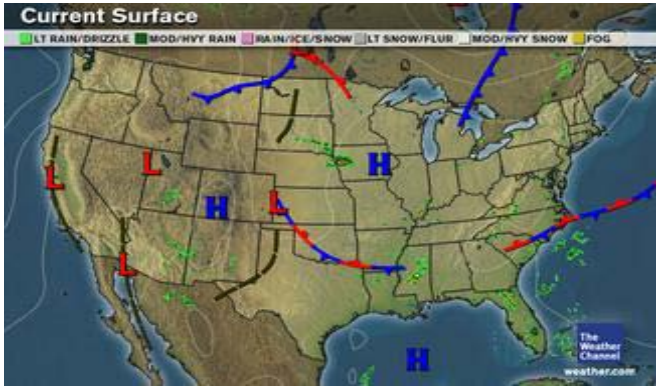 Current Surface
LT RAIN/DRIZZLE MOD/HVY RAIN RAIN/ICE/SNOW LT SNOW/FLUR MOD/HVY SNOW FOG
L
L
H
H
L
L
H
The
Weather
Channel
weather.com